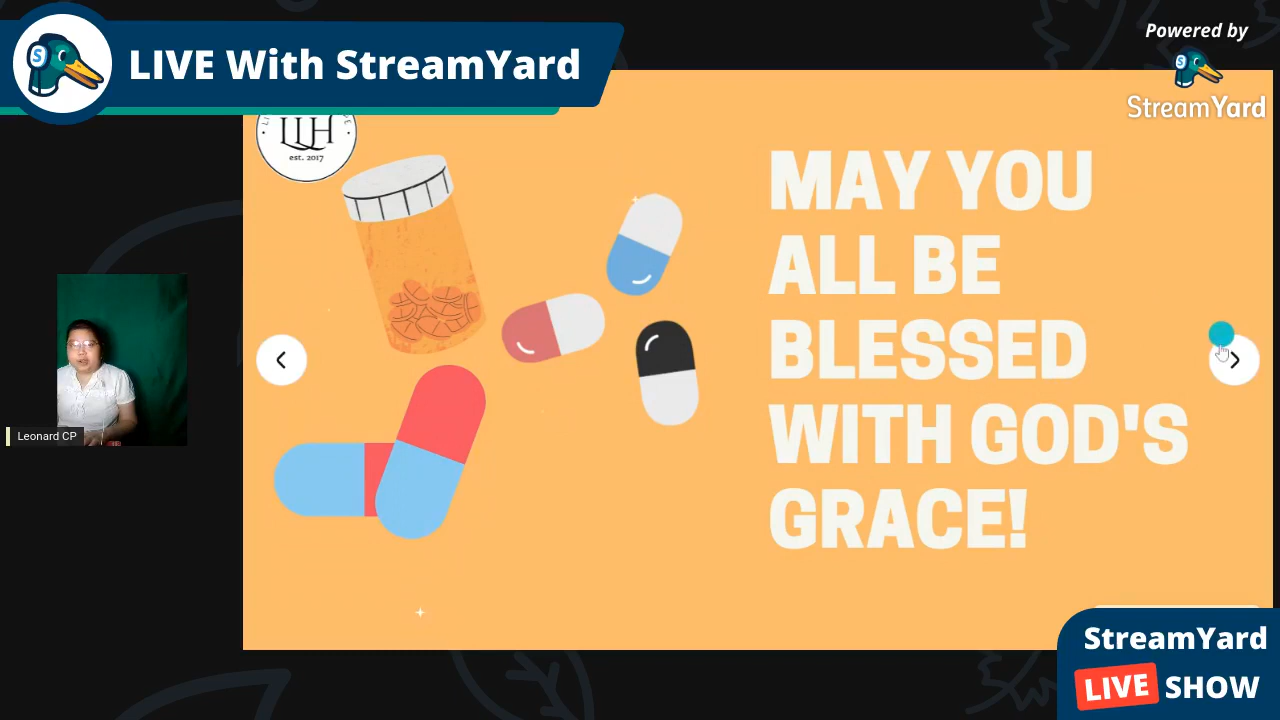 LIVE With StreamYard
Powered by
StreamYard
LLH
est. 2017
MAY YOU
ALL BE
BLESSED
WITH GOD'S
GRACE!
Leonard CP
StreamYard
LIVE SHOW